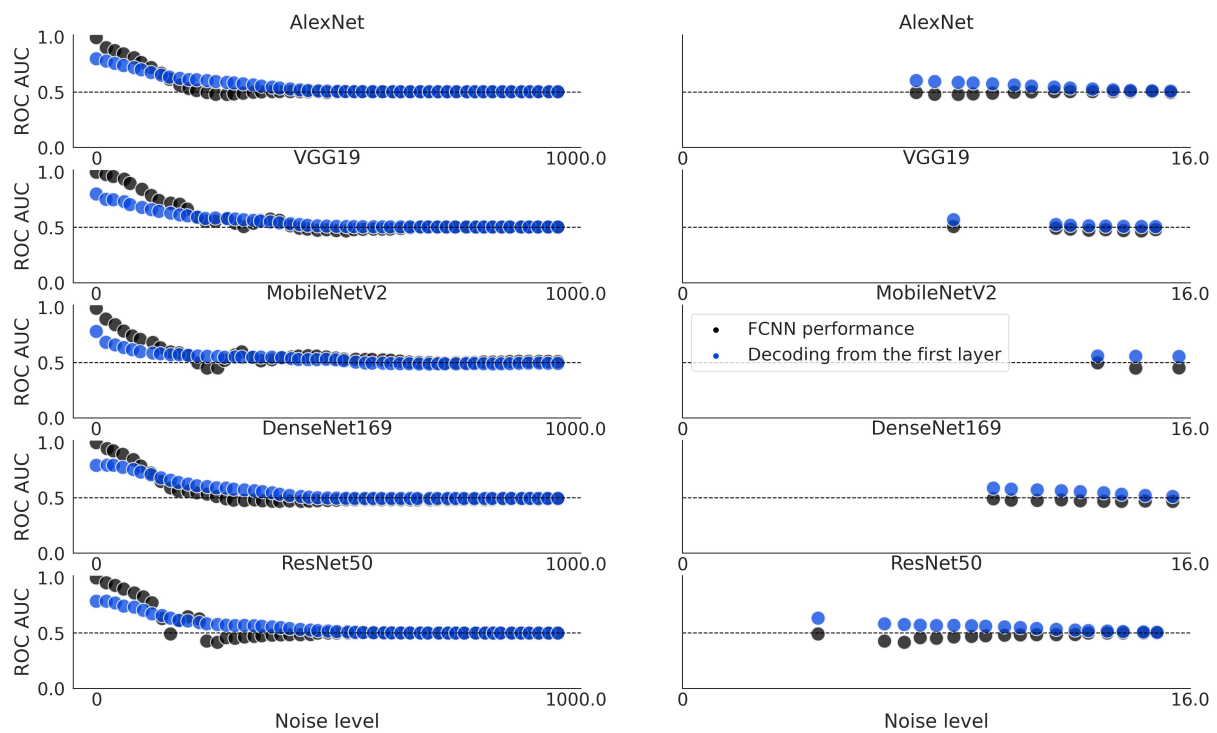 AlexNet
AlexNet
1.0
ROC AUC
0.5
0.0
0
1000.0
0
16.0
VGG19
VGG19
1.0
ROC AUC
0.5
0.0
0
1000.0
0
16.0
MobileNetV2
MobileNetV2
1.0
ROC AUC
0.5
0.0
FCNN performance
Decoding from the first layer
0
1000.0
0
16.0
DenseNet169
DenseNet169
1.0
ROC AUC
0.5
0.0
0
1000.0
0
16.0
ResNet50
ResNet50
1.0
ROC AUC
0.5
0.0
0
1000.0
0
16.0
Noise level
Noise level